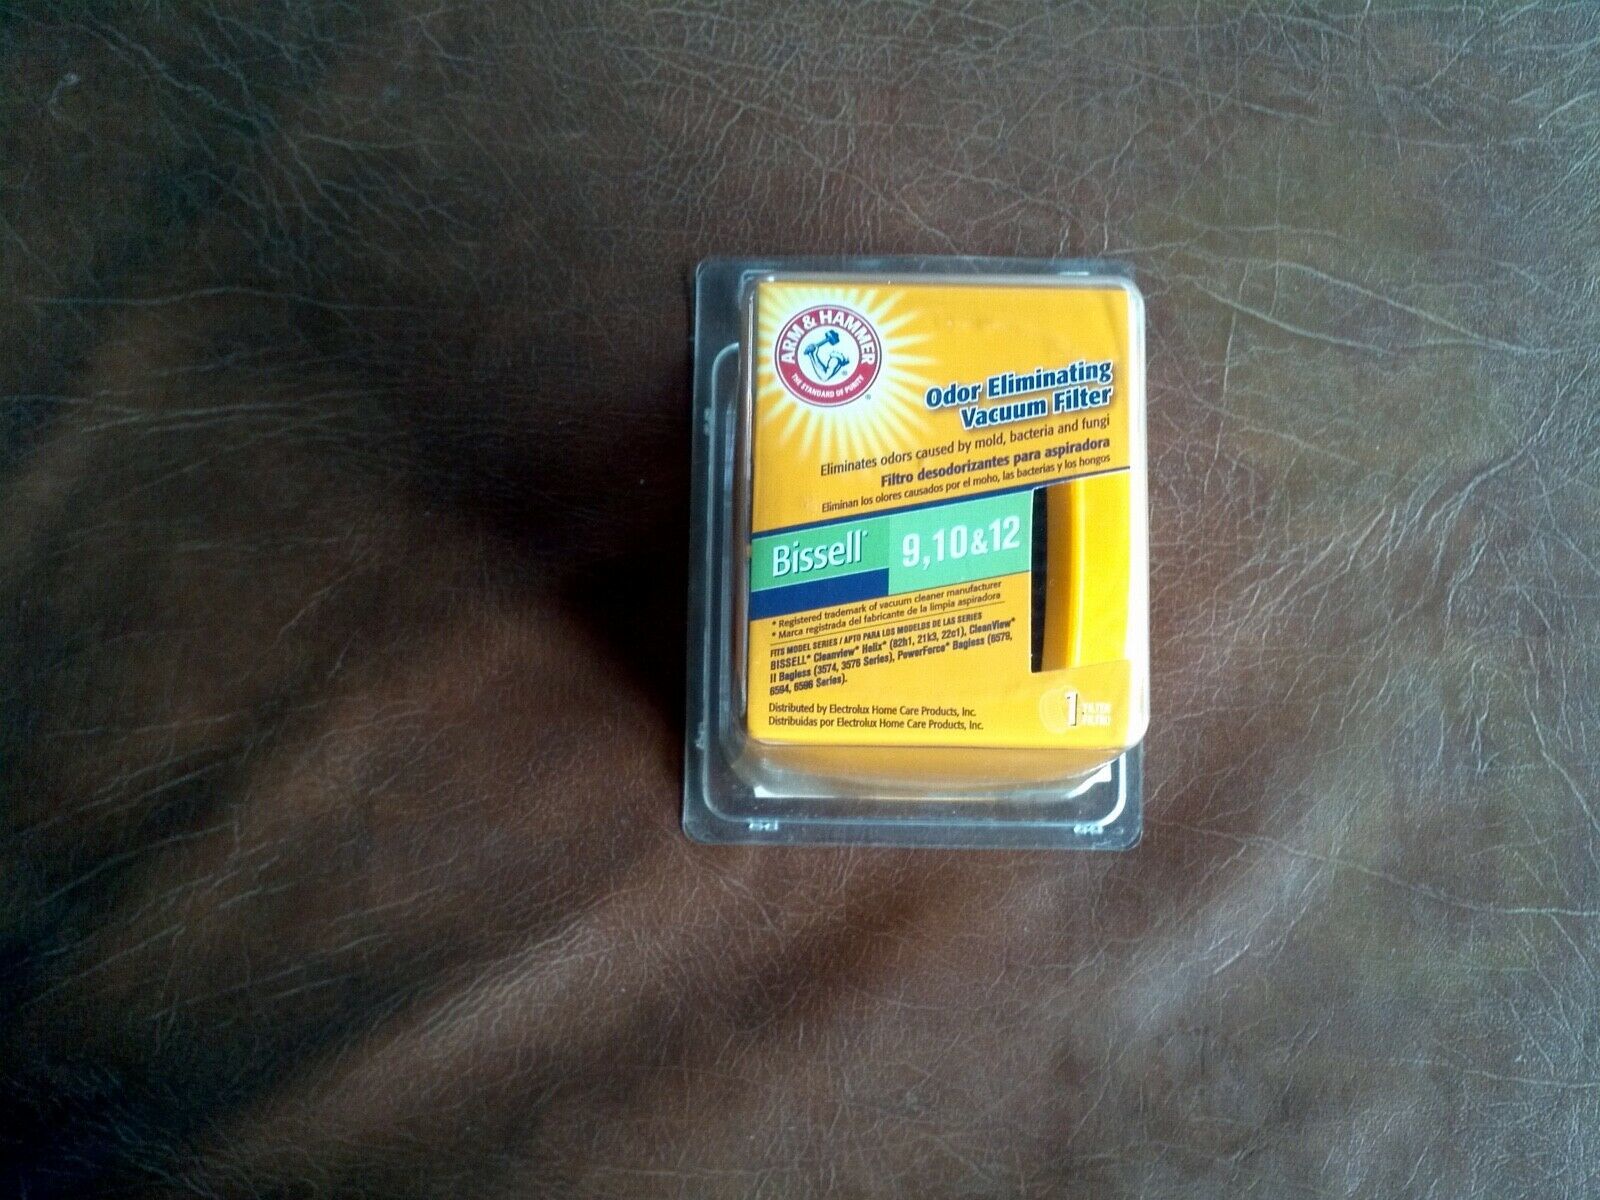 ARM & HAMMER
THE STANDARD OF PURITY
®
®
Odor Eliminating
Vacuum Filter
Eliminates odors caused by mold, bacteria and fungi
Filtro desodorizantes para aspiradora
Eliminan los olores causados por el moho, las bacterias y los hongos
Bissell* 9,10&12
* Registered trademark of vacuum cleaner manufacturer
* Marca registrada del fabricante de la limpia aspiradora
FITS MODEL SERIES / APTO PARA LOS MODELOS DE LAS SERIES
BISSELL® Cleanview® Helix® (82h1, 21k3, 22c1), CleanView®
II Bagless (3574, 3576 Series), PowerForce® Bagless (6579,
6594, 6596 Series).
Distributed by Electrolux Home Care Products, Inc.
Distribuidas por Electrolux Home Care Products, Inc.
1 FILTER
FILTRO